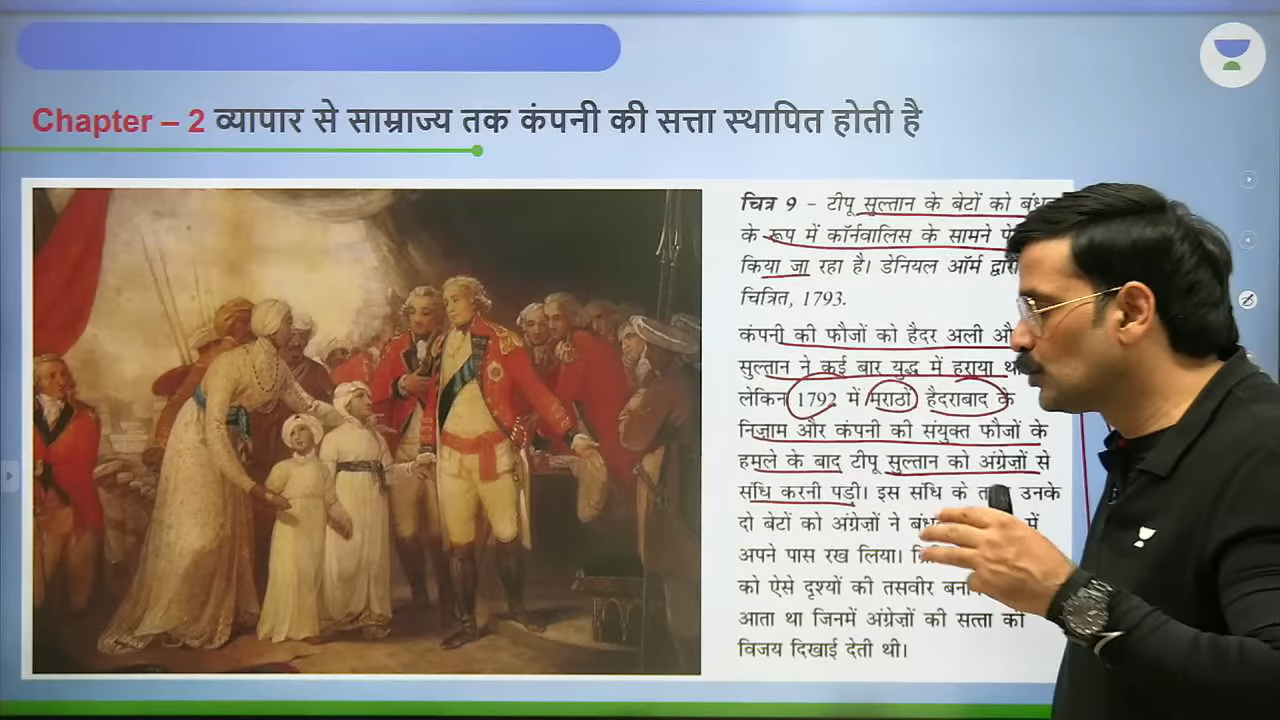 Chapter – 2 व्यापार से साम्राज्य तक कंपनी की सत्ता स्थापित होती है
चित्र 9 – टीपू सुल्तान के बेटों को
के रूप में कॉर्नवालिस के सामने
किया जा रहा है। डेनियल ऑर्म द्वारा
चित्रित, 1793.
कंपनी की फौजों को हैदर अली
सुल्तान ने कई बार युद्ध में हराया
लेकिन 1792 में मराठों हैदराबाद के
निज़ाम और कंपनी की संयुक्त फौजों के
हमले के बाद टीपू सुल्तान को अंग्रेज़ों से
संधि करनी पड़ी। इस संधि के उनके
दो बेटों को अंग्रेज़ों ने में
अपने पास रख लिया।
को ऐसे दृश्यों की तसवीर
आता था जिनमें अंग्रेज़ों की सत्ता की
विजय दिखाई देती थी।